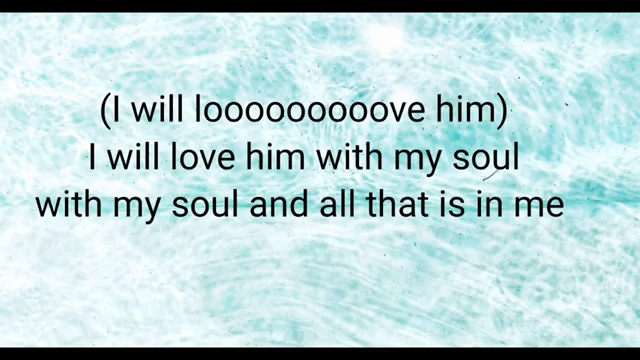 (I will looooooooove him)
I will love him with my soul
with my soul and all that is in me